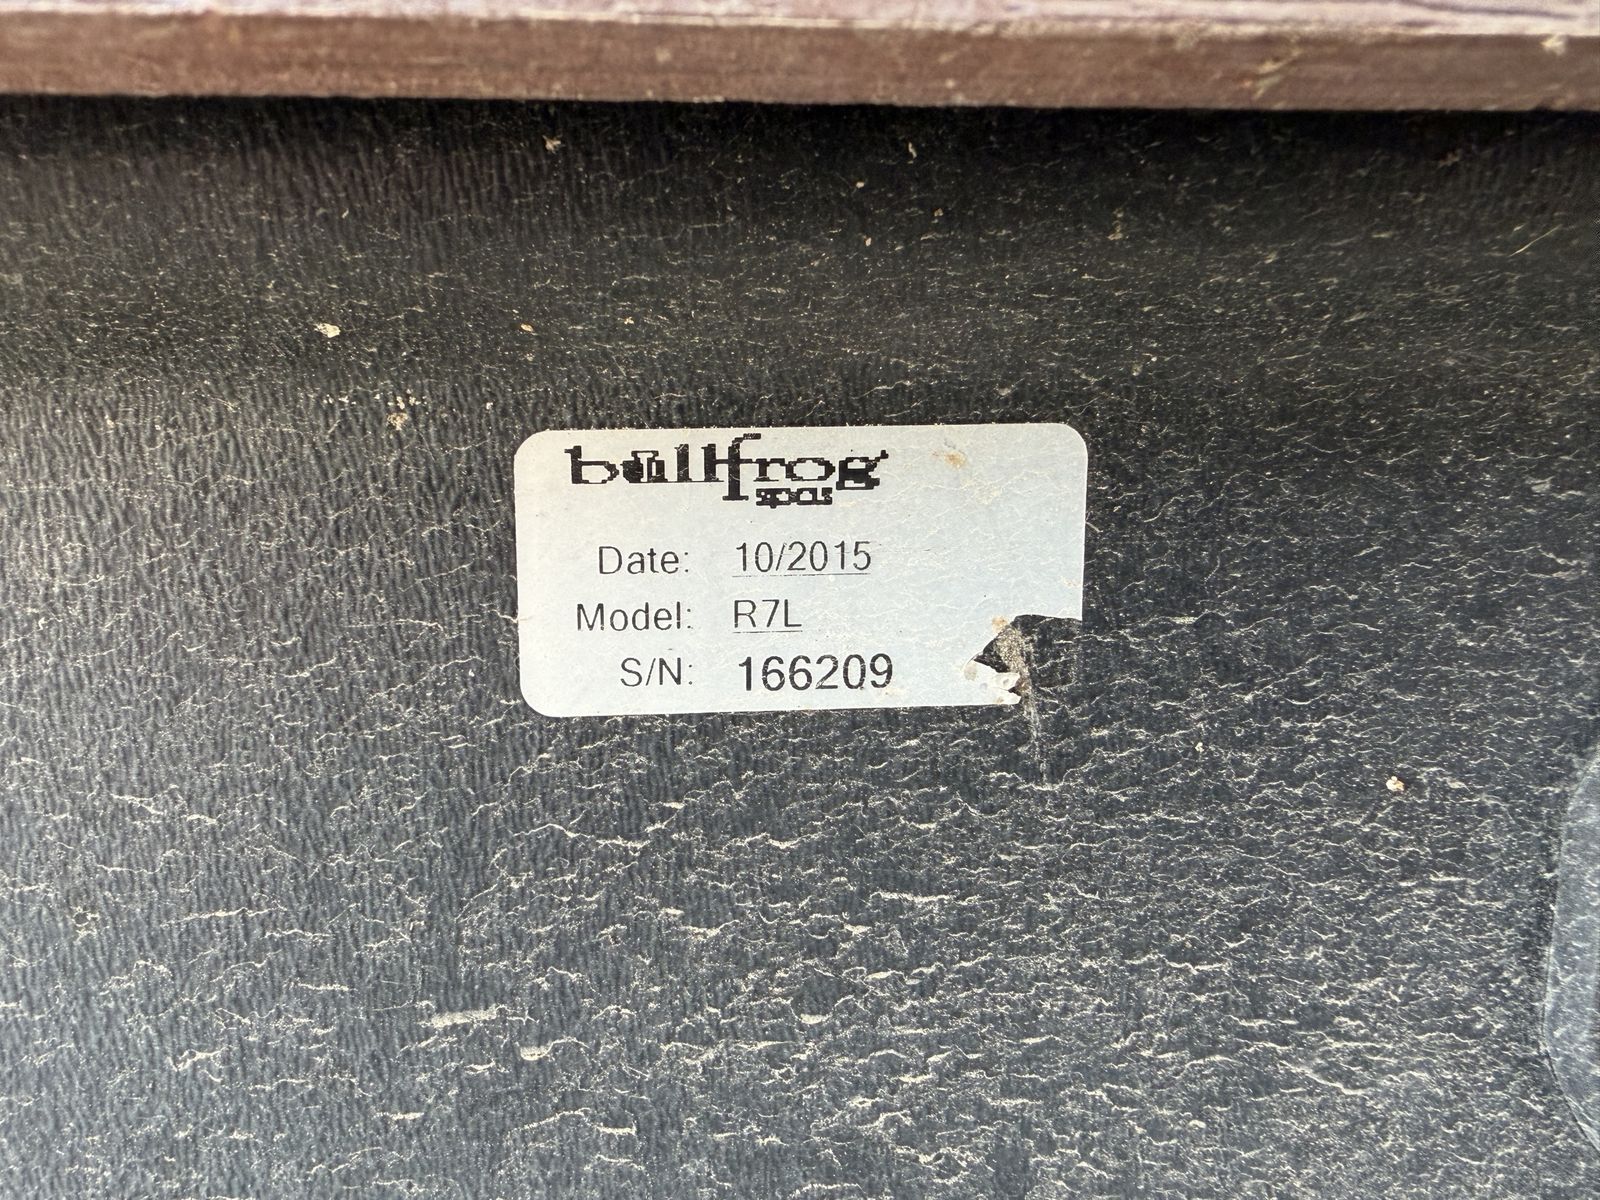 bullfrog
spas
Date: 10/2015
Model: R7L
S/N: 166209